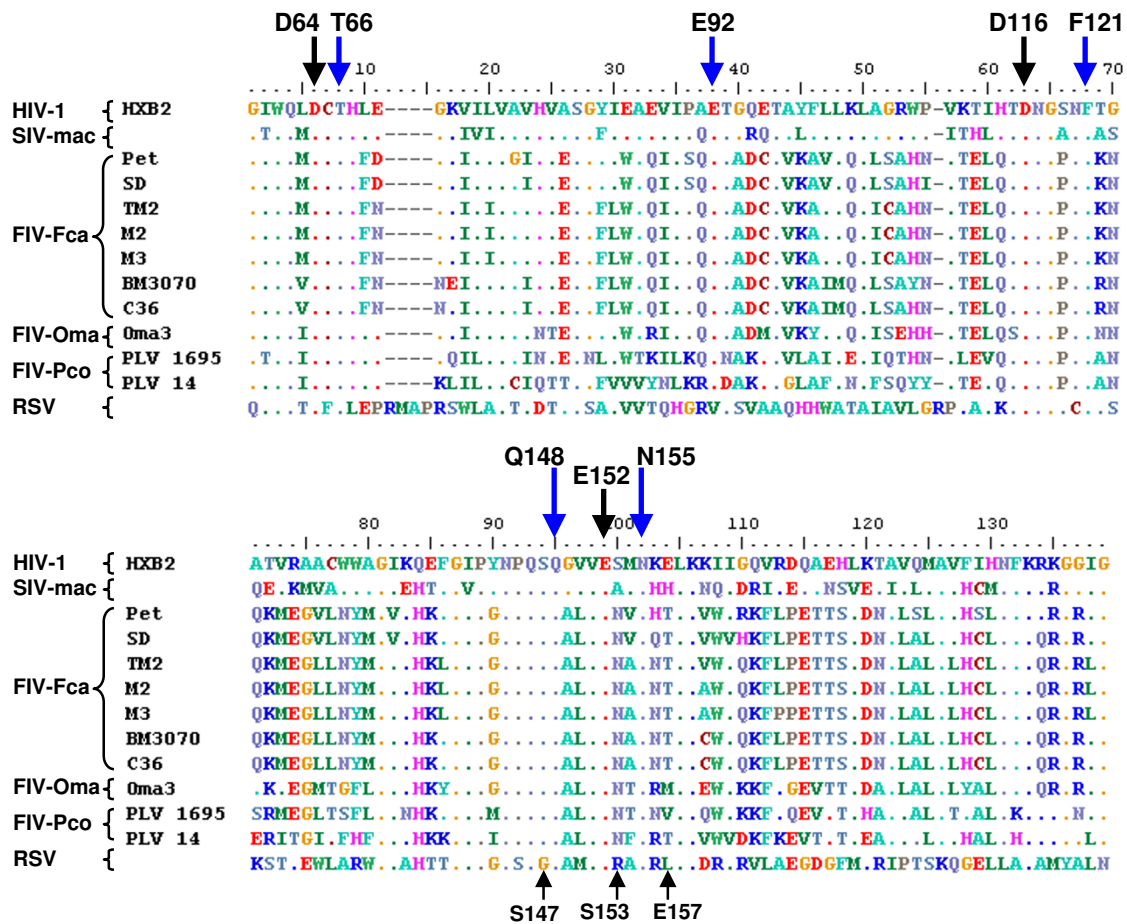 D64 T66 E92 D116 F121
10 20 30 40 50 60 70
HIV-1 { HXB2 GIWQLDCTHLE----GKVILVAVHVASGYIEAEVIPAETGQETAYFLLKLAGRWP-VKTIHTDNGSNFTG
SIV-mac { .T..M......----..IVI........F.......Q...RQ..L..........-ITHL.....A..AS
Pet ....M....FD----..I...GI..E....W.QI.SQ..ADC.VKAV.Q.LSAHN-.TELQ....P..KN
SD ....M....FD----..I....I..E....W.QI.SQ..ADC.VKAV.Q.LSAHI-.TELQ....P..KN
TM2 ....M....FN----..I.I.....E..FLW.QI..Q..ADC.VKA..Q.ICAHN-.TELQ....P..KN
FIV-Fca { M2 ....M....FN----..I.I.....E..FLW.QI..Q..ADC.VKA..Q.ICAHN-.TELQ....P..KN
M3 ....M....FN----..I.I.....E..FLW.QI..Q..ADC.VKA..Q.ICAHN-.TELQ....P..KN
BM3070 ....V....FN----NEI.......E..FLW.QI..Q..ADC.VKAIMQ.LSAYN-.TELQ....P..RN
C36 ....V....FN----N.I.......E..FLW.QI..Q..ADC.VKAIMQ.LSAHN-.TELQ....P..RN
FIV-Oma { Oma3 ....I......----..I.....NTE....W.RI..Q..ADM.VKY..Q.ISEHH-.TELQS...P..NN
FIV-Pco { PLV 1695 .T..I......----.QIL...IN.E.NL.WTKILKQ.NAK..VLAI.E.IQTHN-.LEVQ....P..AN
PLV 14 ....I......----KLIL..CIQTT..FVVVYNLKR.DAK..GLAF.N.FSQYY-.TE.Q....P..AN
RSV { Q...T.F.LEPRMAPRSWLA.T.DT..SA.VVTQHGRV.SVAAQHHWATAIAVLGRP.A.K.....C..S
Q148 E152 N155
80 90 100 110 120 130
HIV-1 { HXB2 ATVRAACWWAGIKQEFGIPYNPQSQGVVESMNKELKKIIGQVRDQAEHLKTAVQMAVFIHNFKRKGGIG
SIV-mac { QE.KMVA.....EHT..V...........A..HH..NQ.DRI.E..NSVE.I.L....CM....R....
Pet QKMEGVLNYM.V.HK....G.....AL..NV.HT..VW.RKFLPETTS.DN.LSL..HSL....R.R..
SD QKMEGVLNYM.V.HK....G.....AL..NV.QT..VWVHKFLPETTS.DN.LAL..HCL...QR.R..
TM2 QKMEGLLNYM...HKL...G.....AL..NA.NT..VW.QKFLPETTS.DN.LAL..HCL...QR.RL.
FIV-Fca { M2 QKMEGLLNYM...HKL...G.....AL..NA.NT..AW.QKFLPETTS.DN.LAL..HCL...QR.RL.
M3 QKMEGLLNYM...HKL...G.....AL..NA.NT..AW.QKFPPETTS.DN.LAL..HCL...QR.RL.
BM3070 QKMEGLLNYM...HK....G.....AL..NA.NT..CW.QKFLPETTS.DN.LAL..HCL...QR.R..
C36 QKMEGLLNYM...HK....G.....AL..NA.NT..CW.QKFLPETTS.DN.LAL..HCL...QR.R..
FIV-Oma { Oma3 .K.EGMTGFL...HKY...G.....AL..NT.RM..EW.KKF.GEVTT.DA.LAL..YAL....R.R..
FIV-Pco { PLV 1695 SRMEGLTSFL..NHK....M.....AL..NT.NV..QW.KKF.QEV.T.HA..AL.T.AL.K....N..
PLV 14 ERITGI.FHF...HKK...I.....AL..NF.RT..VWVDKFKEVT.T.EA...L..HAL.H.....L.
RSV { KST.EWLARW..AHTT...G.S.G.AM..RA.RL..DR.RVLAEGDGFM.RIPTSKQGELLA.AMYALN
S147 S153 E157